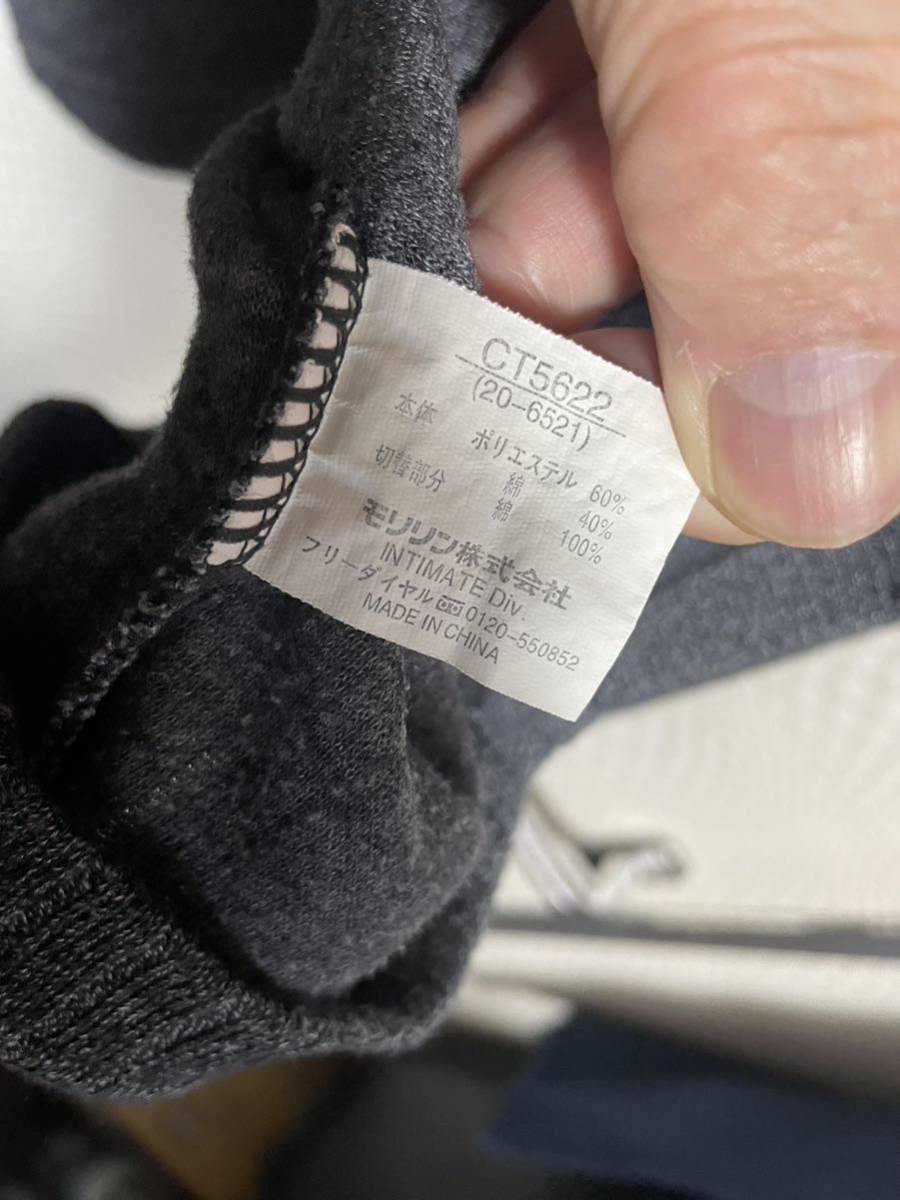 CT5622
(20-6521)
本体 ポリエステル 60%
綿 40%
切替部分 綿 100%
モリリン株式会社
INTIMATE Div.
フリーダイヤル 0120-550852
MADE IN CHINA